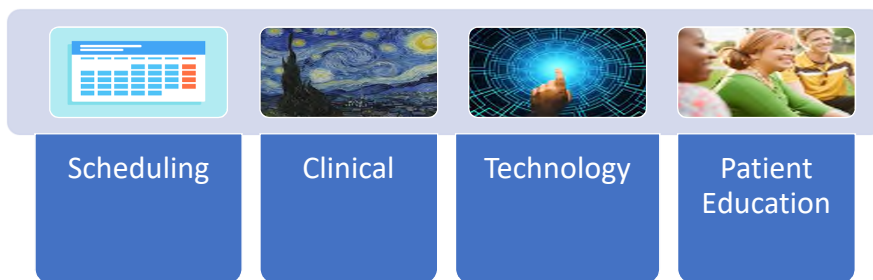 Scheduling
Clinical
Technology
Patient
Education